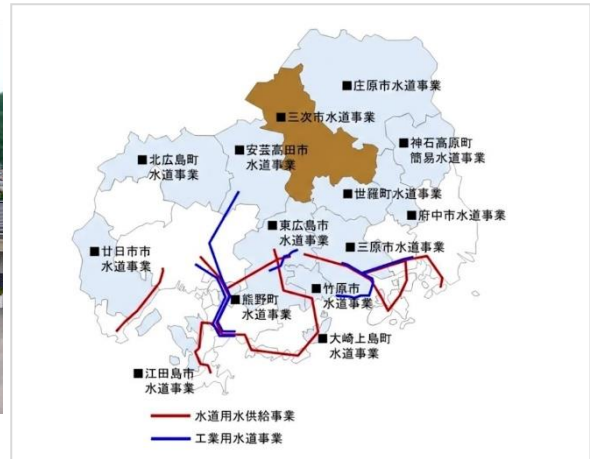 ■庄原市水道事業
■三次市水道事業
■神石高原町
簡易水道事業
■安芸高田市
水道事業
■北広島町
水道事業
■世羅町水道事業
■府中市水道事業
■東広島市
水道事業
■三原市水道事業
■廿日市市
水道事業
■竹原市
水道事業
■熊野町
水道事業
■大崎上島町
水道事業
■江田島市
水道事業
水道用水供給事業
工業用水道事業